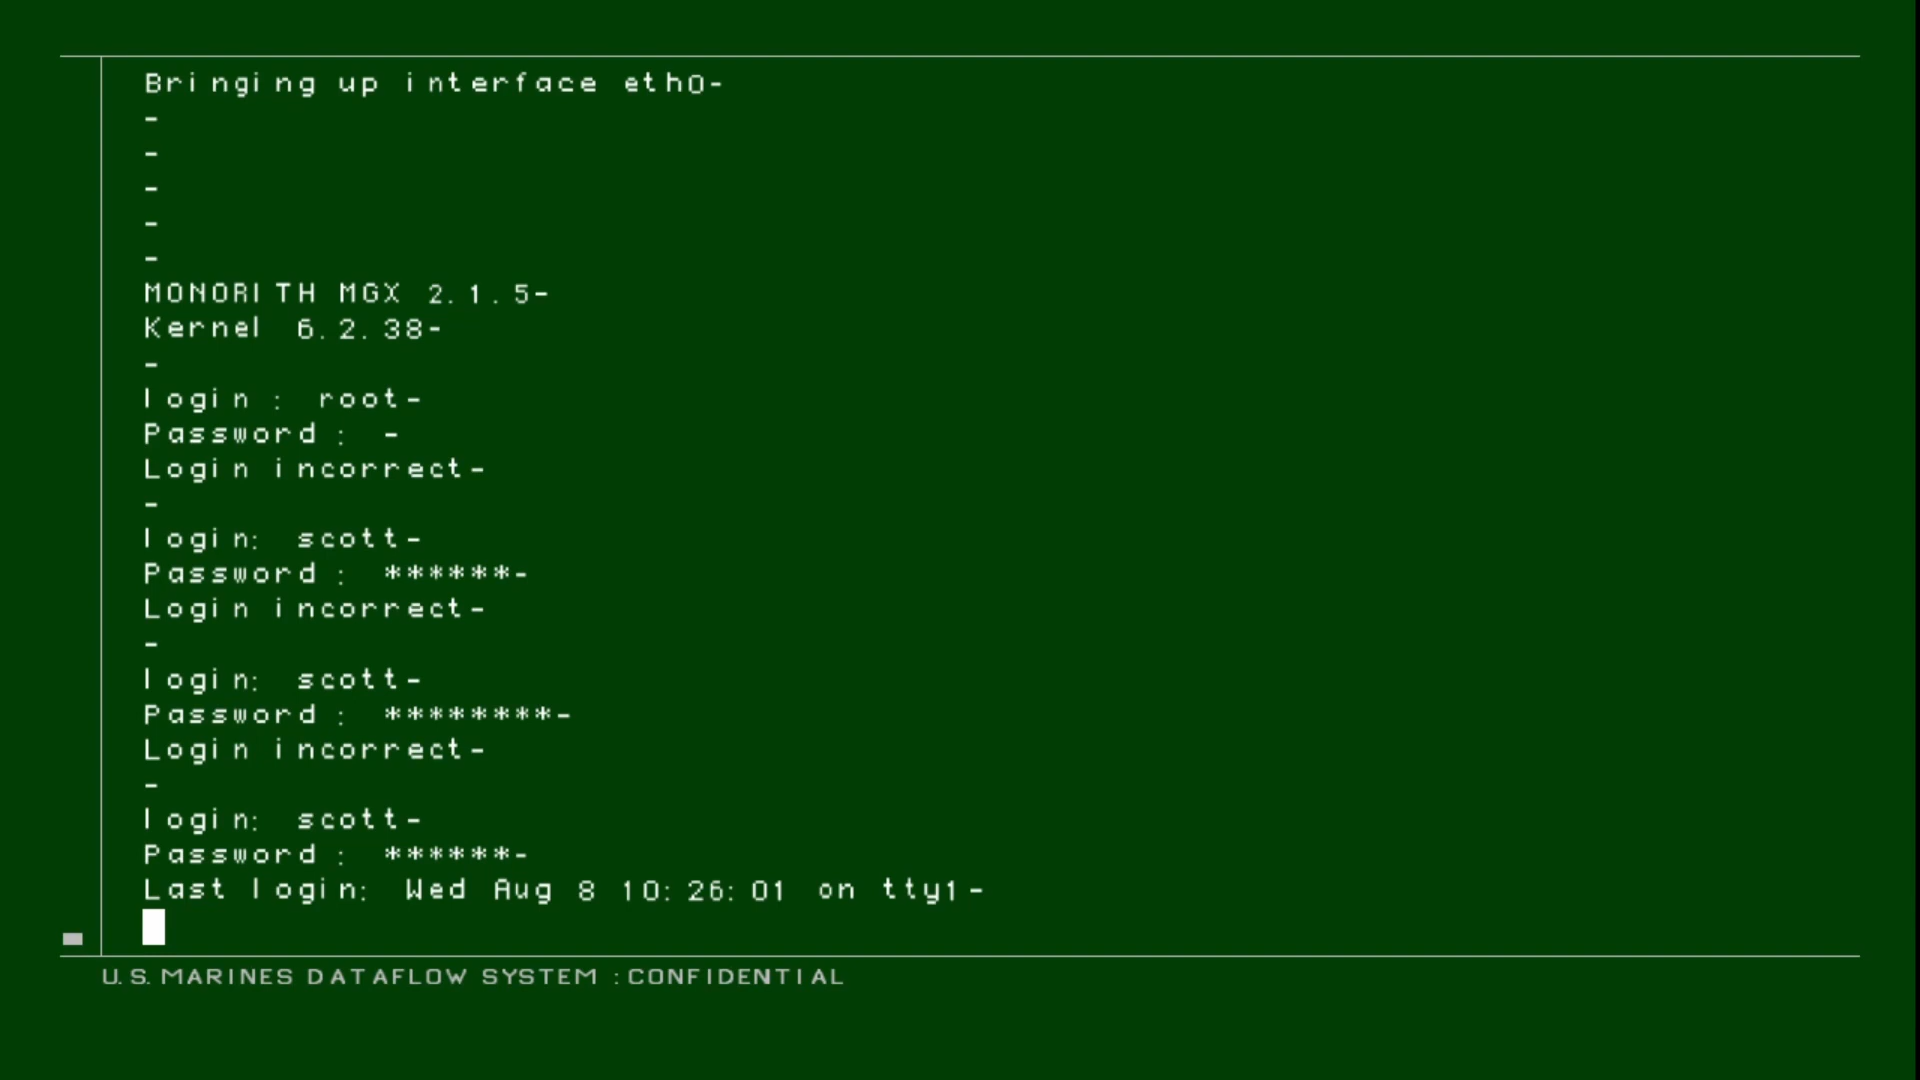 Bringing up interface eth0-
-
-
-
-
-
MONORITH MGX 2.1.5-
Kernel 6.2.38-
-
login : root-
Password : -
Login incorrect-
-
login: scott-
Password : ******-
Login incorrect-
-
login: scott-
Password : ********-
Login incorrect-
-
login: scott-
Password : ******-
Last login: Wed Aug 8 10:26:01 on tty1-
U.S.MARINES DATAFLOW SYSTEM :CONFIDENTIAL